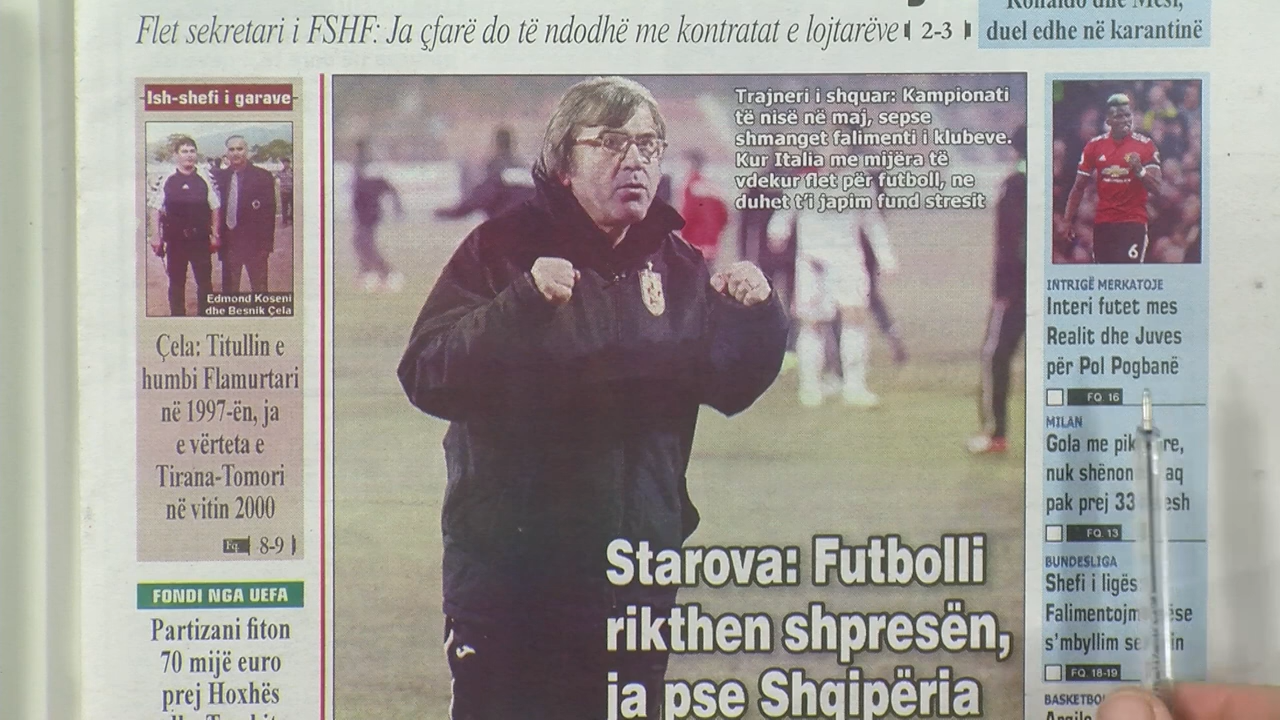 Flet sekretari i FSHF: Ja çfarë do të ndodhë me kontratat e lojtarëve 2-3
Ronaldo dhe Mesi,
duel edhe në karantinë
Ish-shefi i garave
Edmond Koseni
dhe Besnik Çela
Çela: Titullin e
humbi Flamurtari
në 1997-ën, ja
e vërteta e
Tirana-Tomori
në vitin 2000
Fq. 8-9
FONDI NGA UEFA
Partizani fiton
70 mijë euro
prej Hoxhës
Trajneri i shquar: Kampionati
të nisë në maj, sepse
shmanget falimenti i klubeve.
Kur Italia me mijëra të
vdekur flet për futboll, ne
duhet t'i japim fund stresit
Starova: Futbolli
rikthen shpresën,
ja pse Shqipëria
6
INTRIGË MERKATOJE
Interi futet mes
Realit dhe Juves
për Pol Pogbanë
FQ. 16
MILAN
Gola me
nuk aq
pak prej 33
FQ. 13
BUNDESLIGA
Shefi i ligës
s'mbyllim
FQ. 18-19